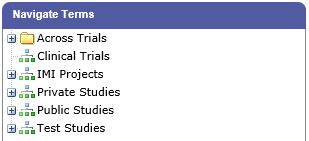 Navigate Terms
Across Trials
Clinical Trials
IMI Projects
Private Studies
Public Studies
Test Studies